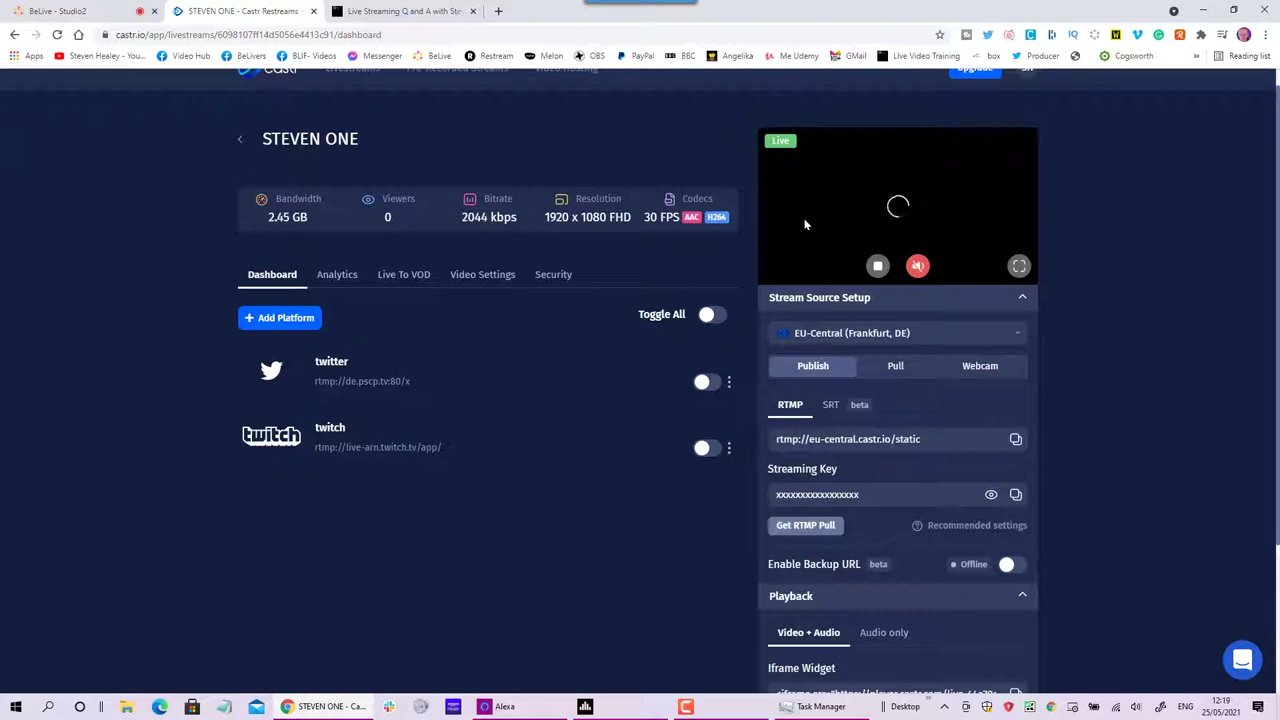 BeLive - Studio2
STEVEN ONE - Castr Restreams
Live Streaming Q and A with Ste
castr.io/app/livestreams/6098107ff14d5056e4413c91/dashboard
Apps
Steven Healey - You...
Video Hub
BeLivers
BLIF-Videos
Messenger
BeLive
Restream
Melon
OBS
PayPal
BBC
Angelika
Me Udemy
GMail
Live Video Training
box
Producer
Cogsworth
Reading list
STEVEN ONE
Live
Bandwidth
Viewers
Bitrate
Resolution
Codecs
2.45 GB
0
2044 kbps
1920 x 1080 FHD
30 FPS AAC H264
Dashboard
Analytics
Live To VOD
Video Settings
Security
+ Add Platform
Toggle All
twitter
rtmp://de.pscp.tv:80/x
twitch
twitch
rtmp://live-arn.twitch.tv/app/
Stream Source Setup
EU-Central (Frankfurt, DE)
Publish
Pull
Webcam
RTMP
SRT beta
rtmp://eu-central.castr.io/static
Streaming Key
xxxxxxxxxxxxxxxxx
Get RTMP Pull
Recommended settings
Enable Backup URL beta
Offline
Playback
Video + Audio
Audio only
Iframe Widget
STEVEN ONE - Ca...
Alexa
Task Manager
Desktop
ENG
12:19
25/05/2021